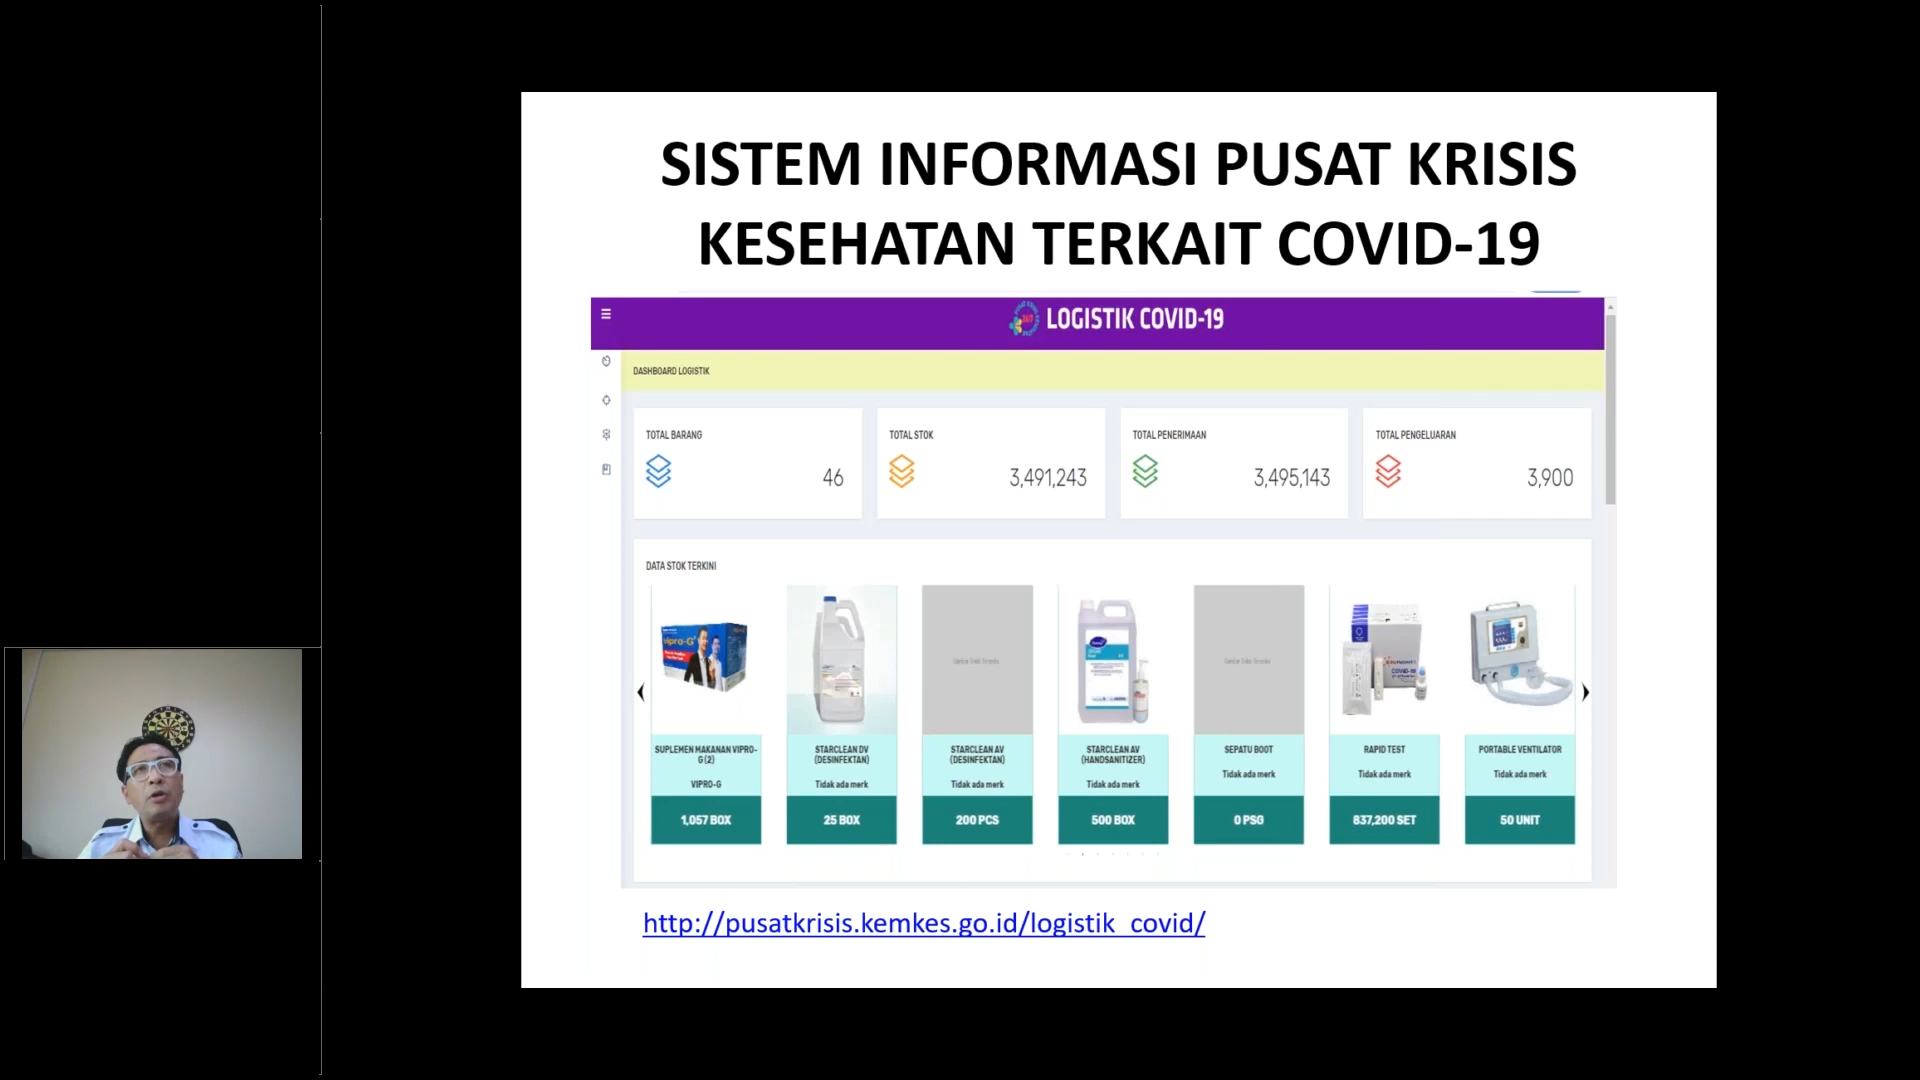 SISTEM INFORMASI PUSAT KRISIS
KESEHATAN TERKAIT COVID-19
LOGISTIK COVID-19
DASHBOARD LOGISTIK
TOTAL BARANG
46
TOTAL STOK
3,491,243
TOTAL PENERIMAAN
3,495,143
TOTAL PENGELUARAN
3,900
DATA STOK TERKINI
vipro-G
COVID-19
SUPLEMEN MAKANAN VIPRO-
G (2)
VIPRO-G
1,057 BOX
STARCLEAN DV
(DESINFEKTAN)
Tidak ada merk
25 BOX
STARCLEAN AV
(DESINFEKTAN)
Tidak ada merk
200 PCS
STARCLEAN AV
(HANDSANITIZER)
Tidak ada merk
500 BOX
SEPATU BOOT
Tidak ada merk
0 PSG
RAPID TEST
Tidak ada merk
837,200 SET
PORTABLE VENTILATOR
Tidak ada merk
50 UNIT
http://pusatkrisis.kemkes.go.id/logistik_covid/